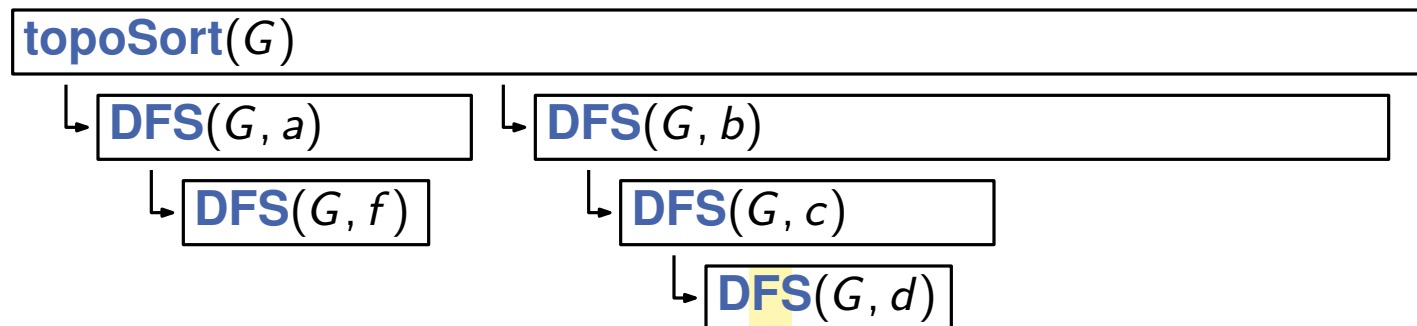 topoSort(G)
DFS(G, a) DFS(G, b)
DFS(G, f) DFS(G, c)
DFS(G, d)